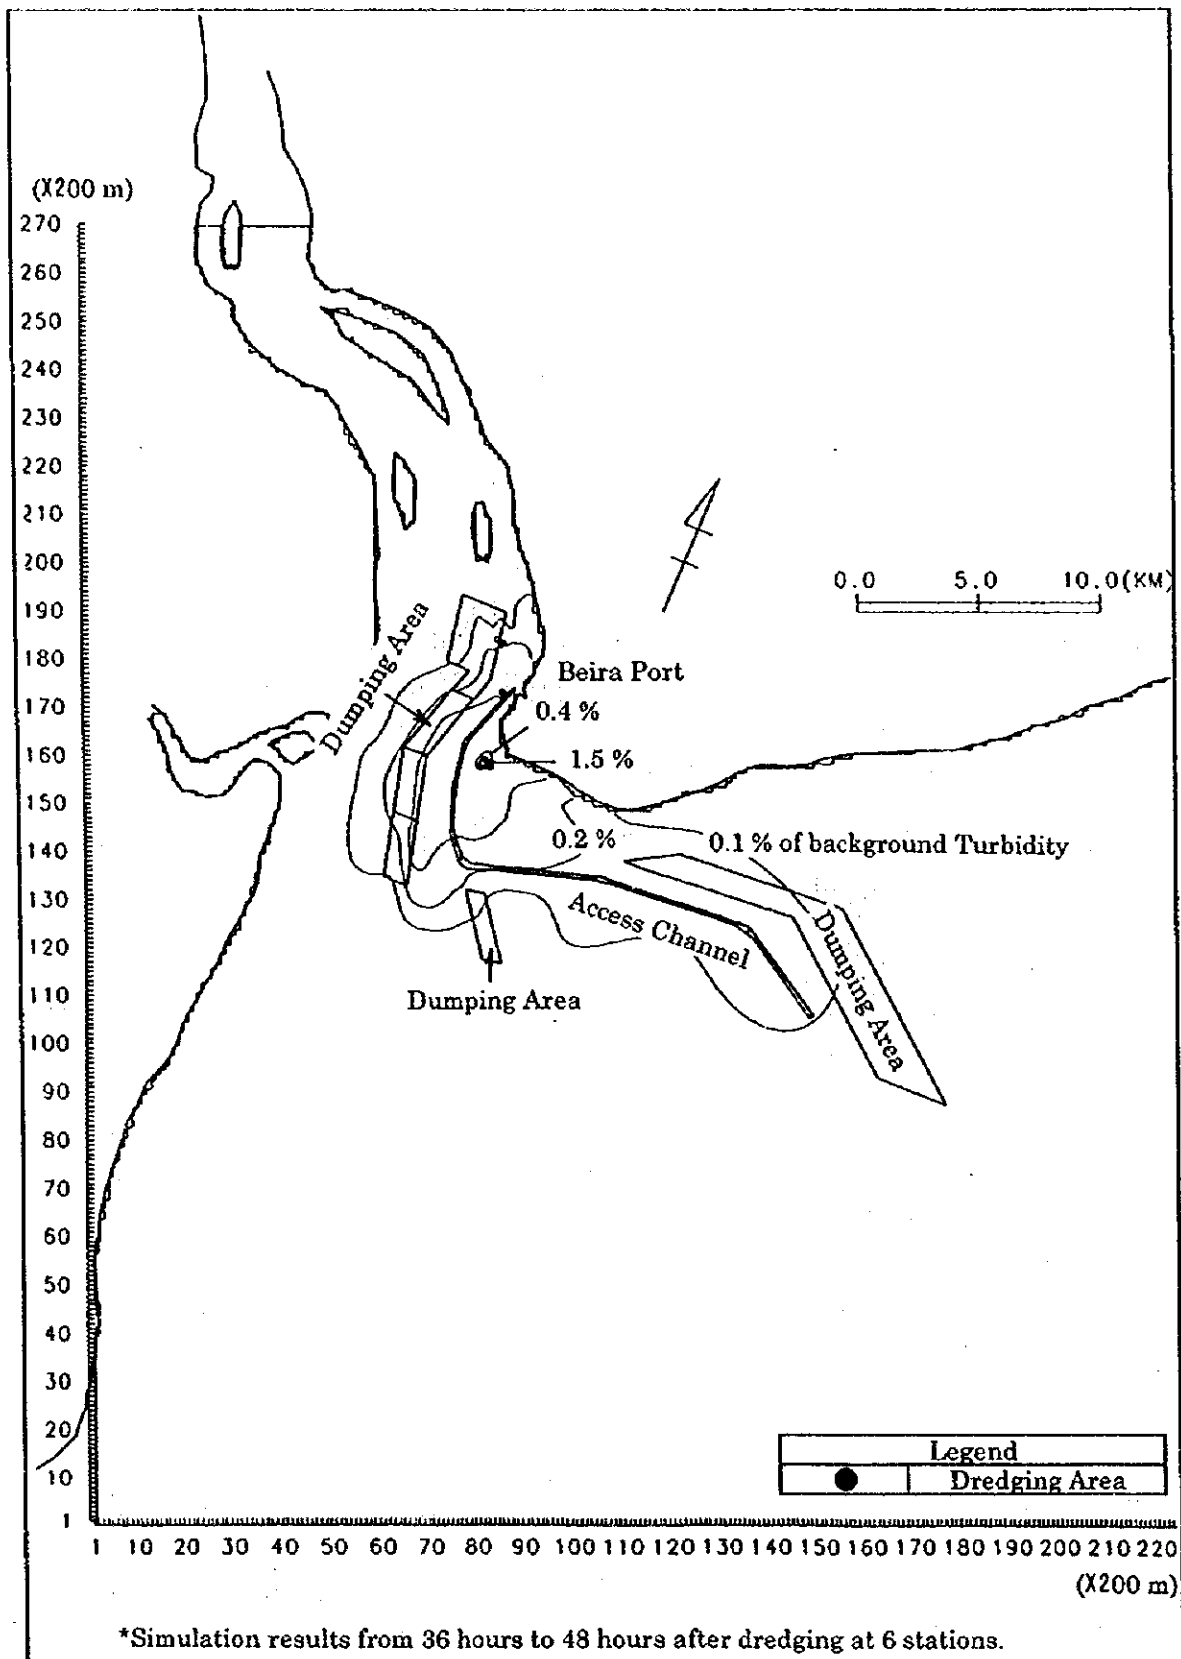 (X200 m)
270
260
250
240
230
220
210
200
190
180
170
160
150
140
130
120
110
100
90
80
70
60
50
40
30
20
10
1
0.0 5.0 10.0(KM)
Dumping Area
Beira Port
0.4 %
1.5 %
0.2 %
0.1 % of background Turbidity
Access Channel
Dumping Area
Dumping Area
Legend
Dredging Area
1 10 20 30 40 50 60 70 80 90 100 110 120 130 140 150 160 170 180 190 200 210 220
(X200 m)
*Simulation results from 36 hours to 48 hours after dredging at 6 stations.